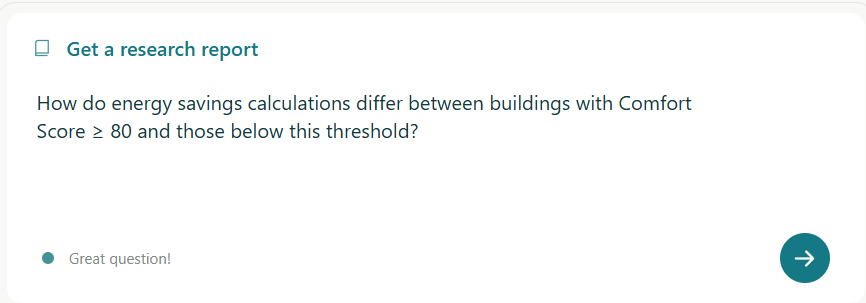 Get a research report
How do energy savings calculations differ between buildings with Comfort
Score ≥ 80 and those below this threshold?
Great question!